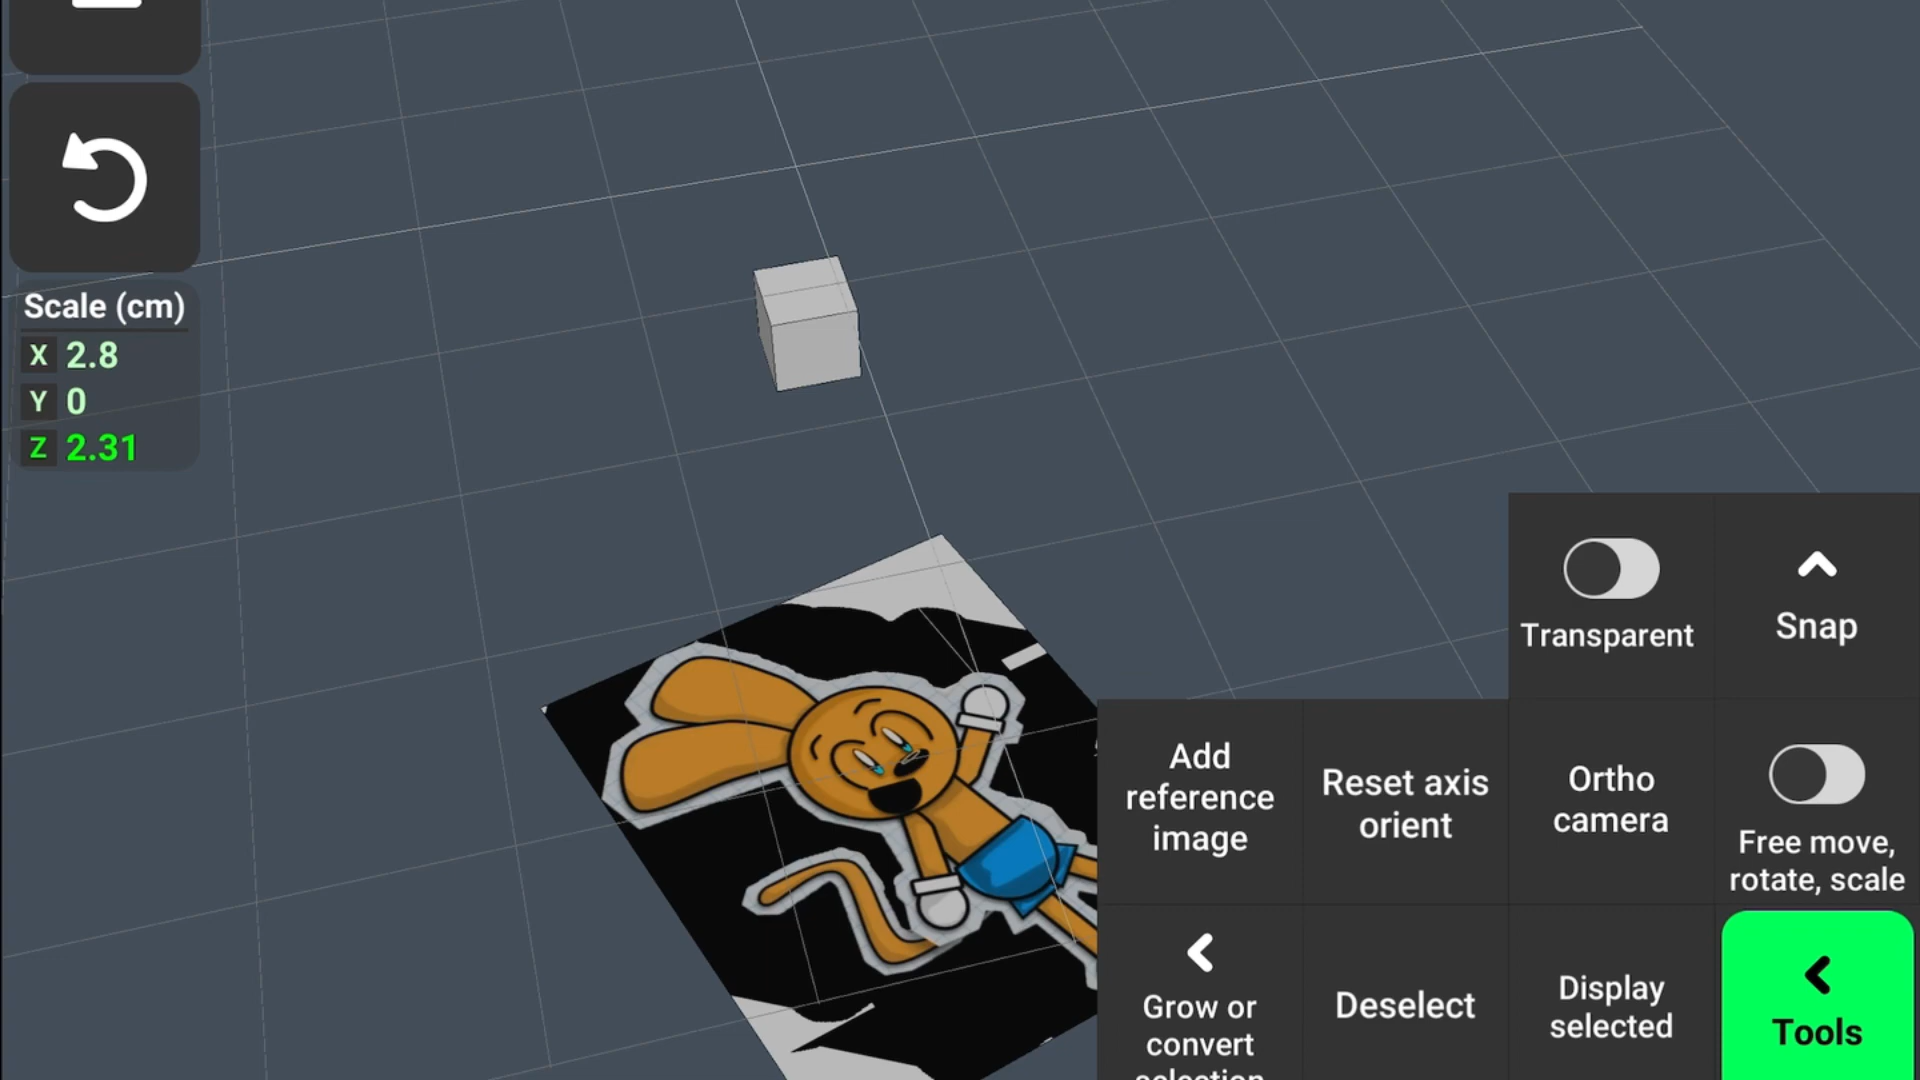 Scale (cm)
X 2.8
Y 0
Z 2.31
Transparent
Snap
Add
reference
image
Reset axis
orient
Ortho
camera
Free move,
rotate, scale
Grow or
convert
selection
Deselect
Display
selected
Tools